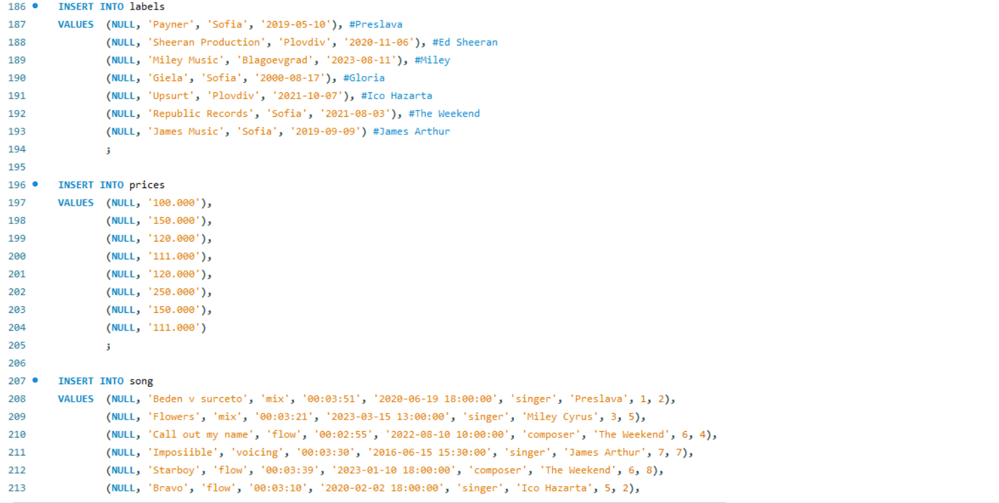 186 INSERT INTO labels
187 VALUES (NULL, 'Payner', 'Sofia', '2019-05-10'), #Preslava
188 (NULL, 'Sheeran Production', 'Plovdiv', '2020-11-06'), #Ed Sheeran
189 (NULL, 'Miley Music', 'Blagoevgrad', '2023-08-11'), #Miley
190 (NULL, 'Giela', 'Sofia', '2000-08-17'), #Gloria
191 (NULL, 'Upsurt', 'Plovdiv', '2021-10-07'), #Ico Hazarta
192 (NULL, 'Republic Records', 'Sofia', '2021-08-03'), #The Weekend
193 (NULL, 'James Music', 'Sofia', '2019-09-09') #James Arthur
194 ;
195
196 INSERT INTO prices
197 VALUES (NULL, '100.000'),
198 (NULL, '150.000'),
199 (NULL, '120.000'),
200 (NULL, '111.000'),
201 (NULL, '120.000'),
202 (NULL, '250.000'),
203 (NULL, '150.000'),
204 (NULL, '111.000')
205 ;
206
207 INSERT INTO song
208 VALUES (NULL, 'Beden v surceto', 'mix', '00:03:51', '2020-06-19 18:00:00', 'singer', 'Preslava', 1, 2),
209 (NULL, 'Flowers', 'mix', '00:03:21', '2023-03-15 13:00:00', 'singer', 'Miley Cyrus', 3, 5),
210 (NULL, 'Call out my name', 'flow', '00:02:55', '2022-08-10 10:00:00', 'composer', 'The Weekend', 6, 4),
211 (NULL, 'Imposiible', 'voicing', '00:03:30', '2016-06-15 15:30:00', 'singer', 'James Arthur', 7, 7),
212 (NULL, 'Starboy', 'flow', '00:03:39', '2023-01-10 18:00:00', 'composer', 'The Weekend', 6, 8),
213 (NULL, 'Bravo', 'flow', '00:03:10', '2020-02-02 18:00:00', 'singer', 'Ico Hazarta', 5, 2),